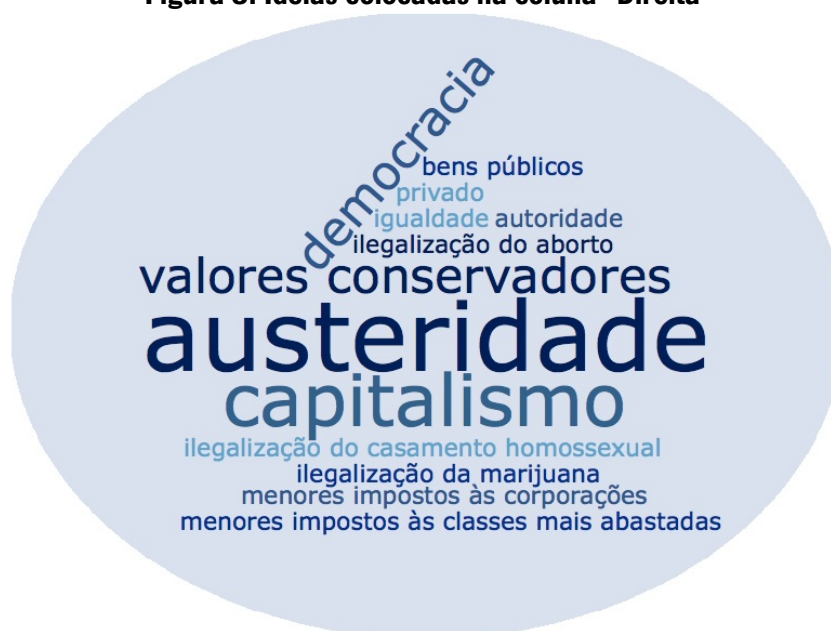 Figura Ideias colocadas na coluna Direita
democracia
bens públicos
privado
igualdade autoridade
ilegalização do aborto
valores conservadores
austeridade
capitalismo
ilegalização do casamento homossexual
ilegalização da marijuana
menores impostos às corporações
menores impostos às classes mais abastadas